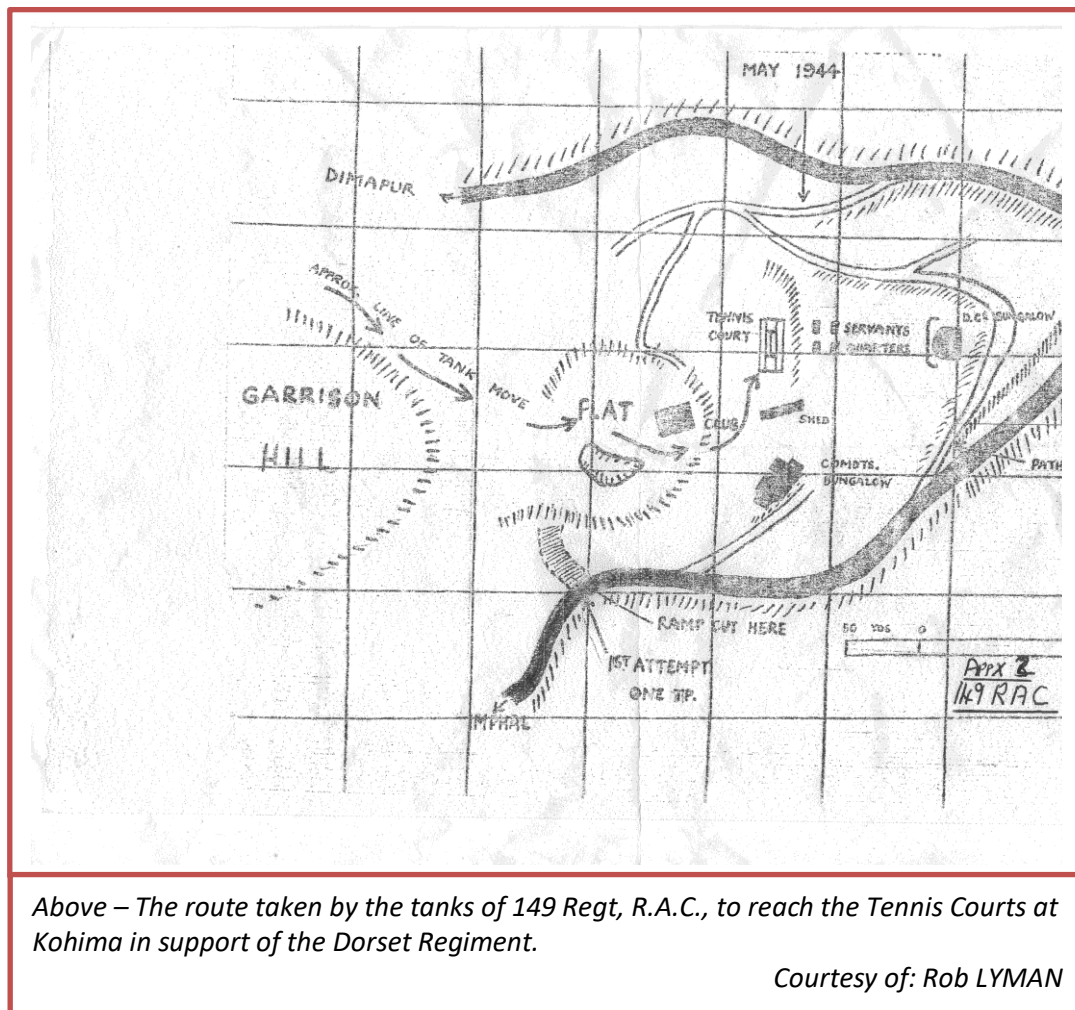 MAY 1944
DIMAPUR
APPROX. LINE OF TANK MOVE
TENNIS
COURT
SERVANTS
QUARTERS
D.C's BUNGALOW
GARRISON
HILL
FLAT
CLUB
SHED
COMDTS.
BUNGALOW
PATH
RAMP CUT HERE
50 YDS 0
1ST ATTEMPT
ONE TP.
APPX 2
149 RAC
MPHAL
Above – The route taken by the tanks of 149 Regt, R.A.C., to reach the Tennis Courts at
Kohima in support of the Dorset Regiment.
Courtesy of: Rob LYMAN